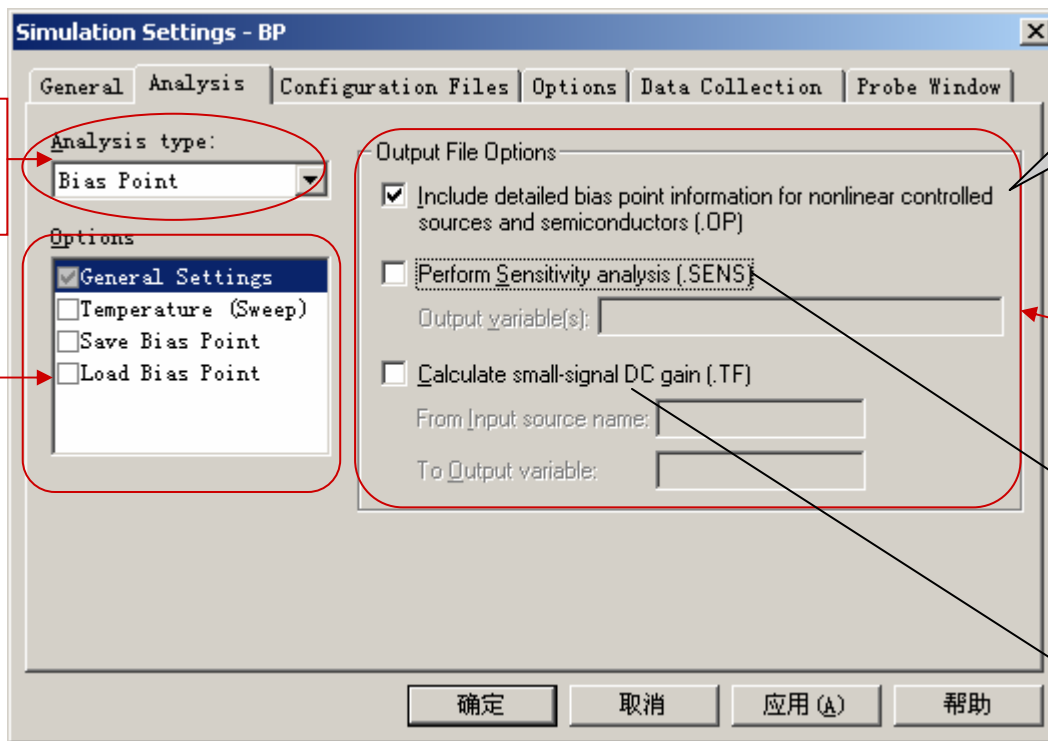 Simulation Settings - BP
General Analysis Configuration Files Options Data Collection Probe Window
Analysis type:
Bias Point
Options
General Settings
Temperature (Sweep)
Save Bias Point
Load Bias Point
Output File Options
Include detailed bias point information for nonlinear controlled
sources and semiconductors (.OP)
Perform Sensitivity analysis (.SENS)
Output variable(s):
Calculate small-signal DC gain (.TF)
From Input source name:
To Output variable:
确定 取消 应用(A) 帮助